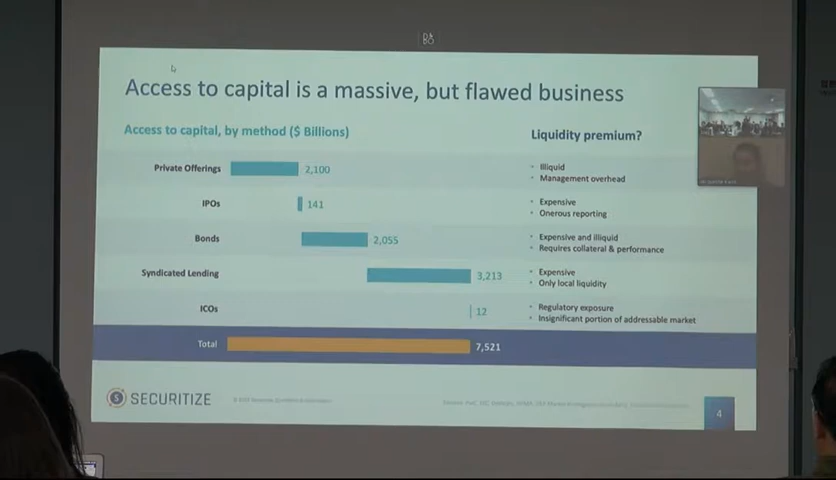 Access to capital is a massive, but flawed business
Access to capital, by method ($ Billions)
Liquidity premium?
Private Offerings
2,100
• Illiquid
• Management overhead
IPOs
141
• Expensive
• Onerous reporting
Bonds
2,055
• Expensive and illiquid
• Requires collateral & performance
Syndicated Lending
3,213
• Expensive
• Only local liquidity
ICOs
12
• Regulatory exposure
• Insignificant portion of addressable market
Total
7,521
S SECURITIZE
4